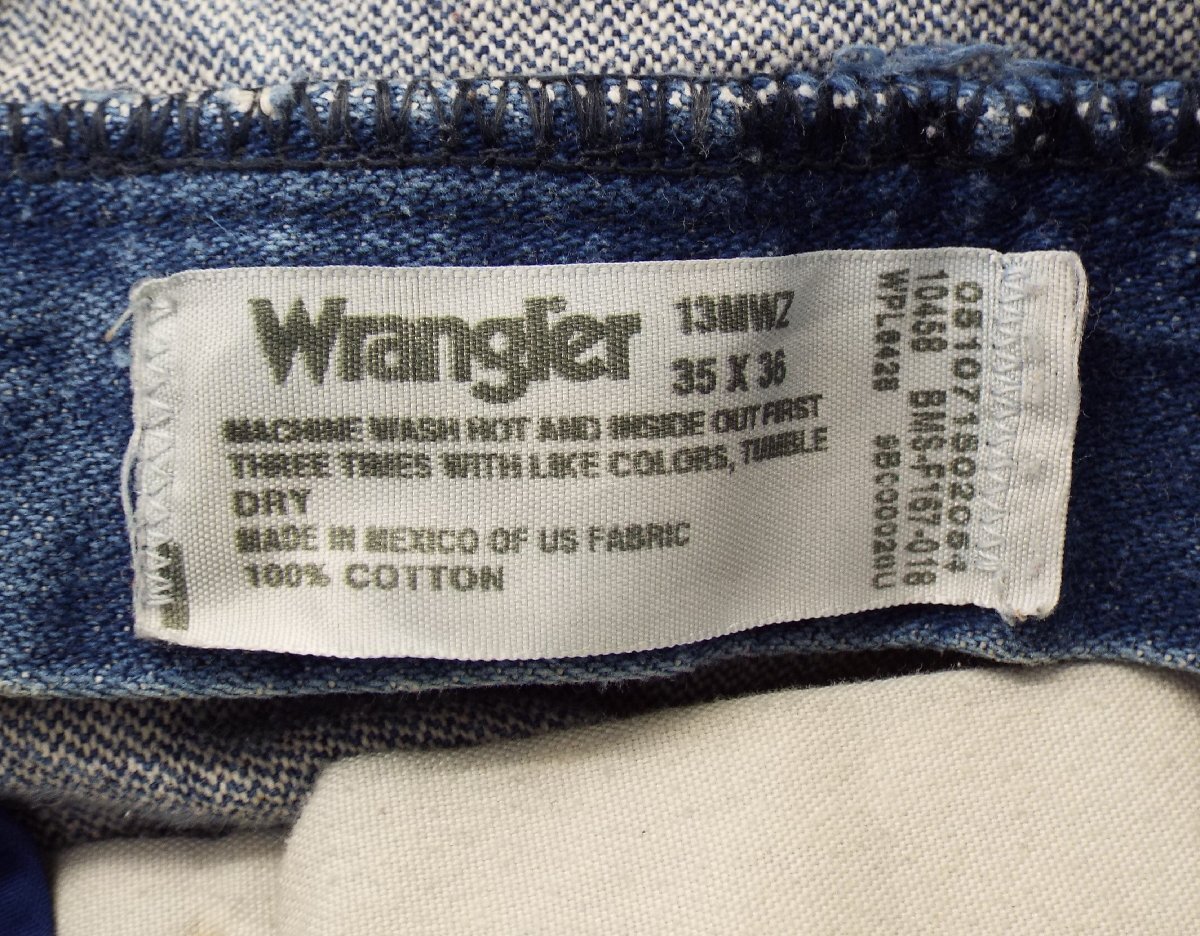 Wrangler
13MWZ
35 X 36
MACHINE WASH HOT AND INSIDE OUT FIRST
THREE TIMES WITH LIKE COLORS, TUMBLE
DRY
MADE IN MEXICO OF US FABRIC
100% COTTON
051071502054
10458 BMS-P167-018
WPL8428